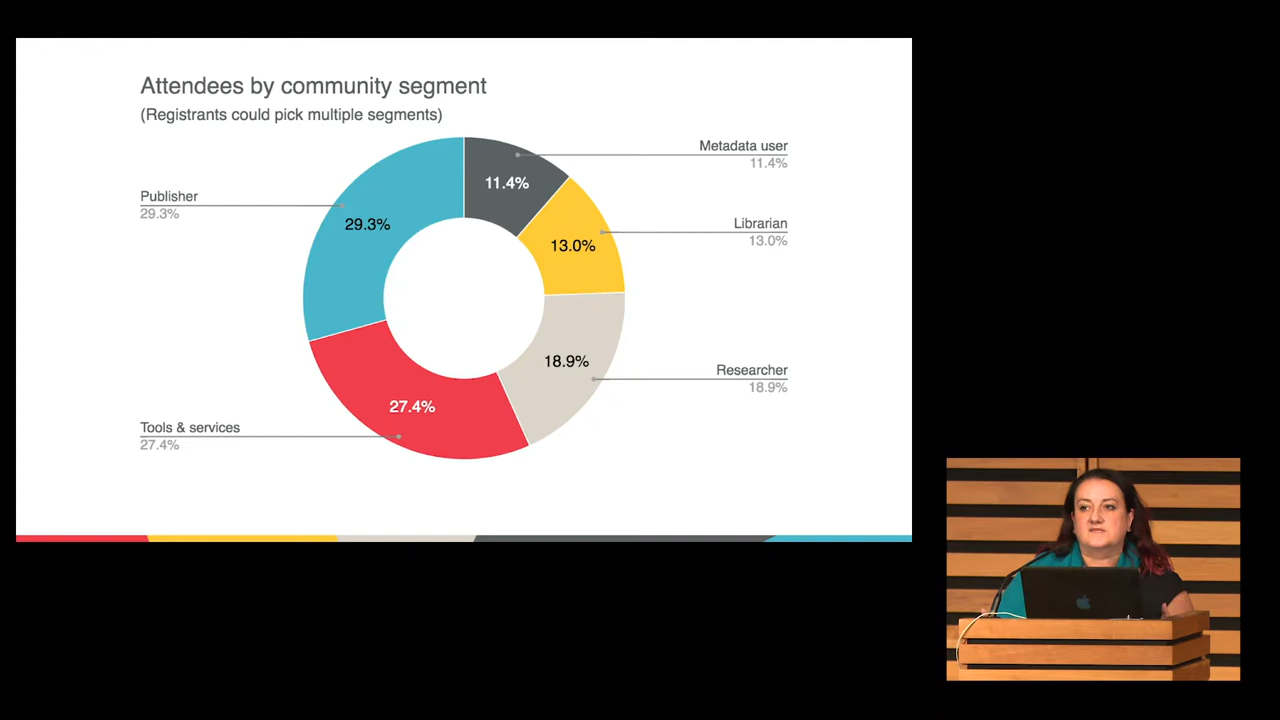 Attendees by community segment
(Registrants could pick multiple segments)
Metadata user
11.4%
11.4%
Publisher
29.3%
29.3%
Librarian
13.0%
13.0%
Researcher
18.9%
18.9%
Tools & services
27.4%
27.4%